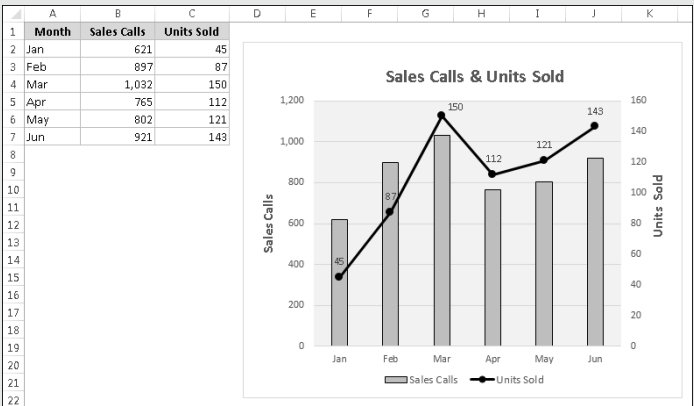 A B C D E F G H I J K
1 Month Sales Calls Units Sold
2 Jan 621 45
3 Feb 897 87
4 Mar 1,032 150
5 Apr 765 112
6 May 802 121
7 Jun 921 143
8
9
10
11
12
13
14
15
16
17
18
19
20
21
22
Sales Calls & Units Sold
1,200
1,000
800
600
400
200
0
Sales Calls
45
87
150
112
121
143
160
140
120
100
80
60
40
20
0
Units Sold
Jan Feb Mar Apr May Jun
Sales Calls Units Sold